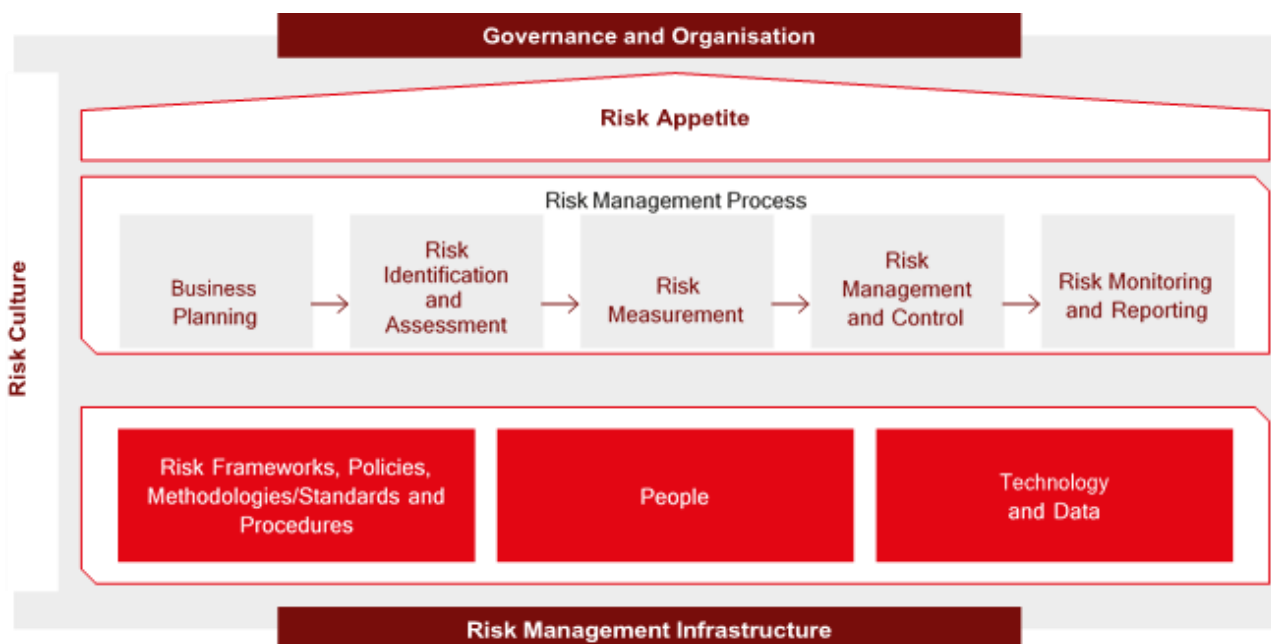 Governance and Organisation
Risk Appetite
Risk Culture
Risk Management Process
Business
Planning
Risk
Identification
and
Assessment
Risk
Measurement
Risk
Management
and Control
Risk Monitoring
and Reporting
Risk Frameworks, Policies,
Methodologies/Standards and
Procedures
People
Technology
and Data
Risk Management Infrastructure